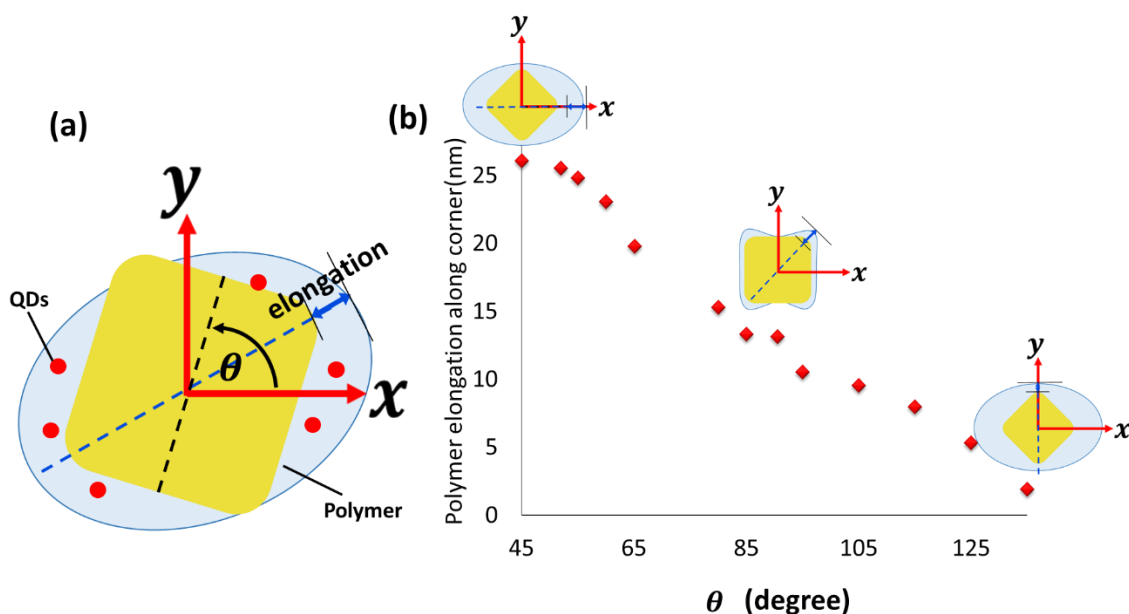 (a)
y
QDs
elongation
θ
x
Polymer
(b)
y
x
Polymer elongation along corner(nm)
25
20
15
10
5
0
y
x
y
x
45
65
85
105
125
θ (degree)